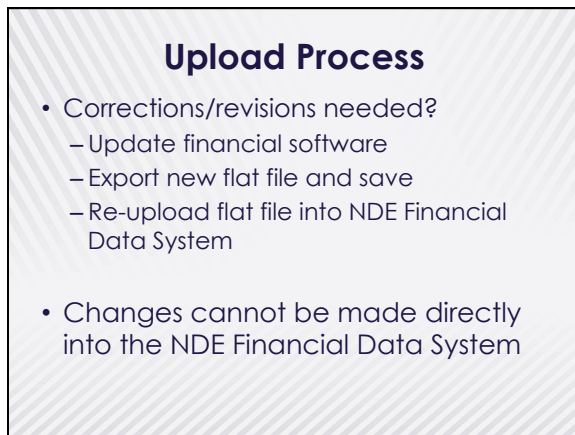 Upload Process
• Corrections/revisions needed?
– Update financial software
– Export new flat file and save
– Re-upload flat file into NDE Financial
Data System
• Changes cannot be made directly
into the NDE Financial Data System